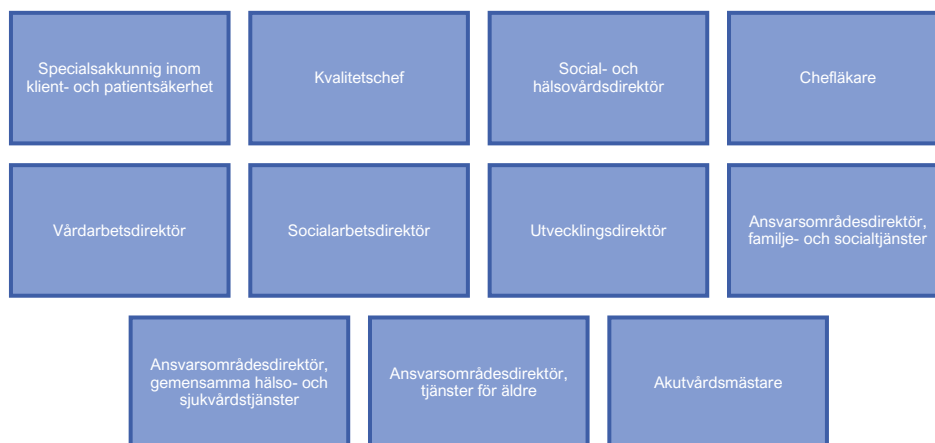 Specialsakkunnig inom
klient- och patientsäkerhet
Kvalitetschef
Social- och
hälsovårdsdirektör
Chefläkare
Vårdarbetsdirektör
Socialarbetsdirektör
Utvecklingsdirektör
Ansvarsområdesdirektör,
familje- och socialtjänster
Ansvarsområdesdirektör,
gemensamma hälso- och
sjukvårdstjänster
Ansvarsområdesdirektör,
tjänster för äldre
Akutvårdsmästare